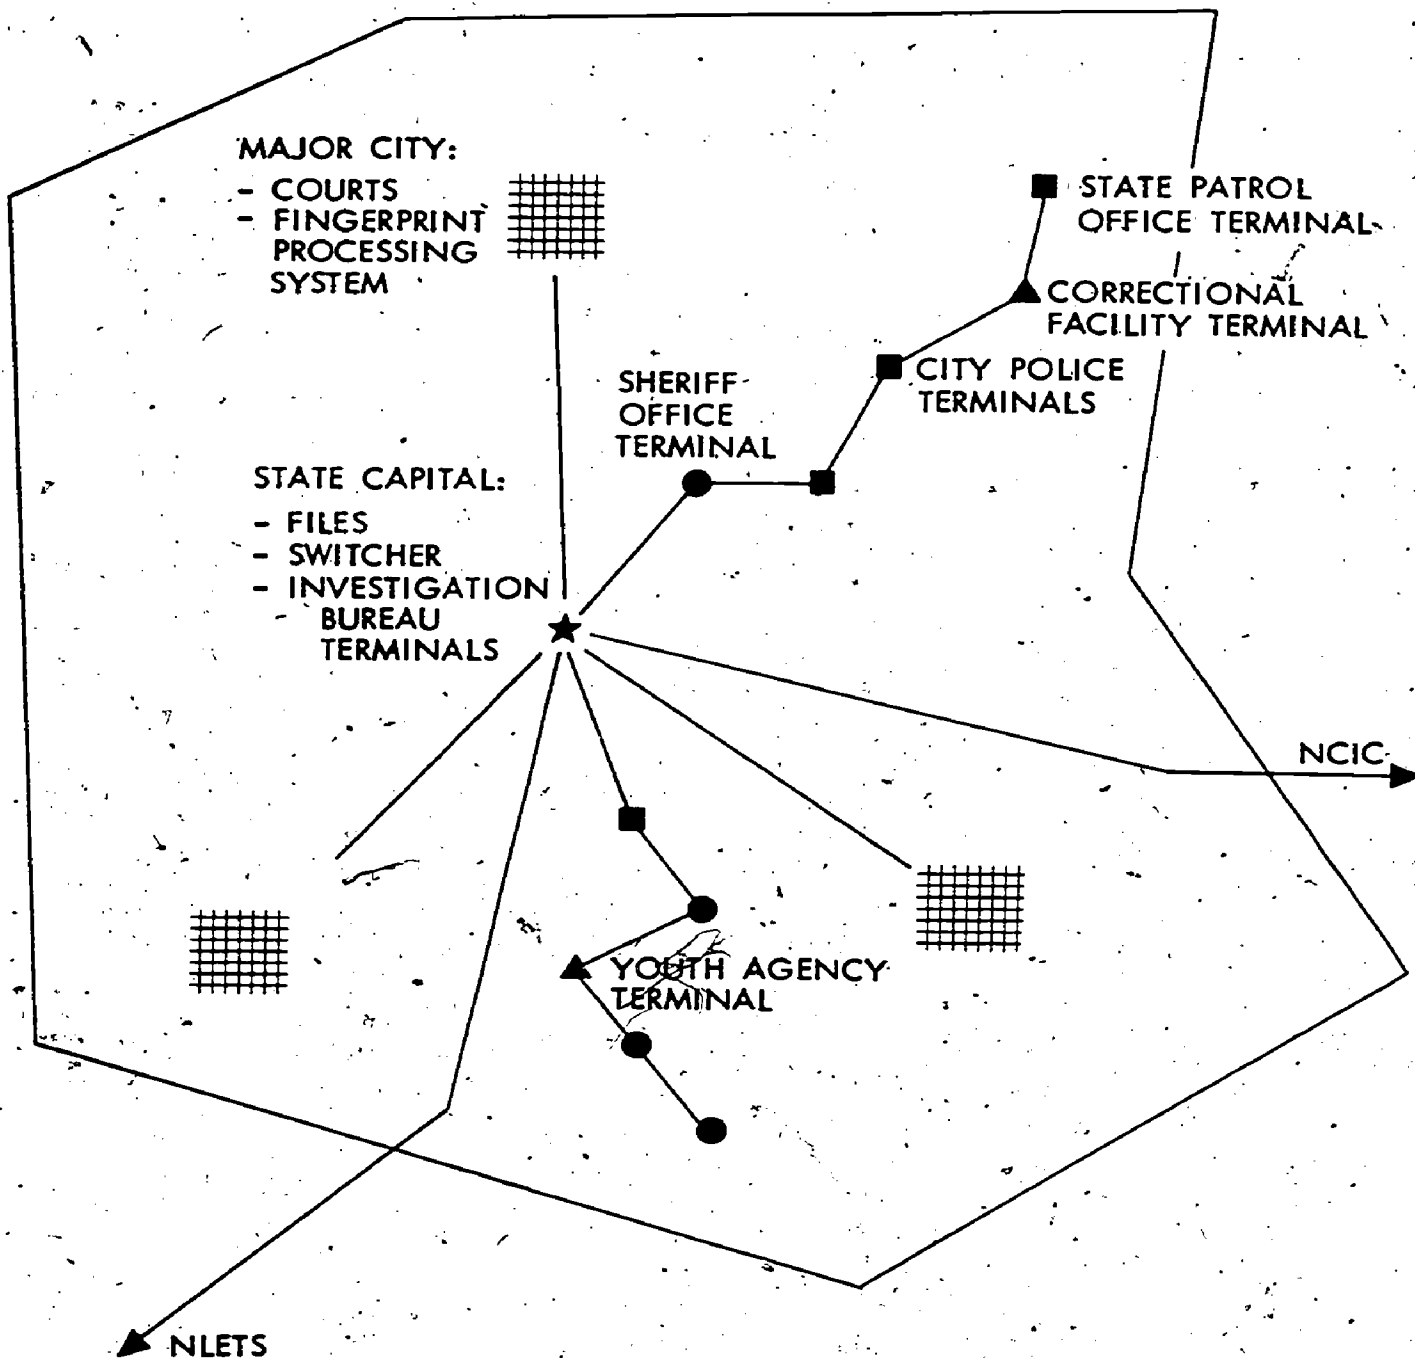 MAJOR CITY:
- COURTS
- FINGERPRINT
PROCESSING
SYSTEM
STATE PATROL
OFFICE TERMINAL
CORRECTIONAL
FACILITY TERMINAL
CITY POLICE
TERMINALS
SHERIFF
OFFICE
TERMINAL
STATE CAPITAL:
- FILES
- SWITCHER
- INVESTIGATION
BUREAU
TERMINALS
NCIC
YOUTH AGENCY
TERMINAL
NLETS